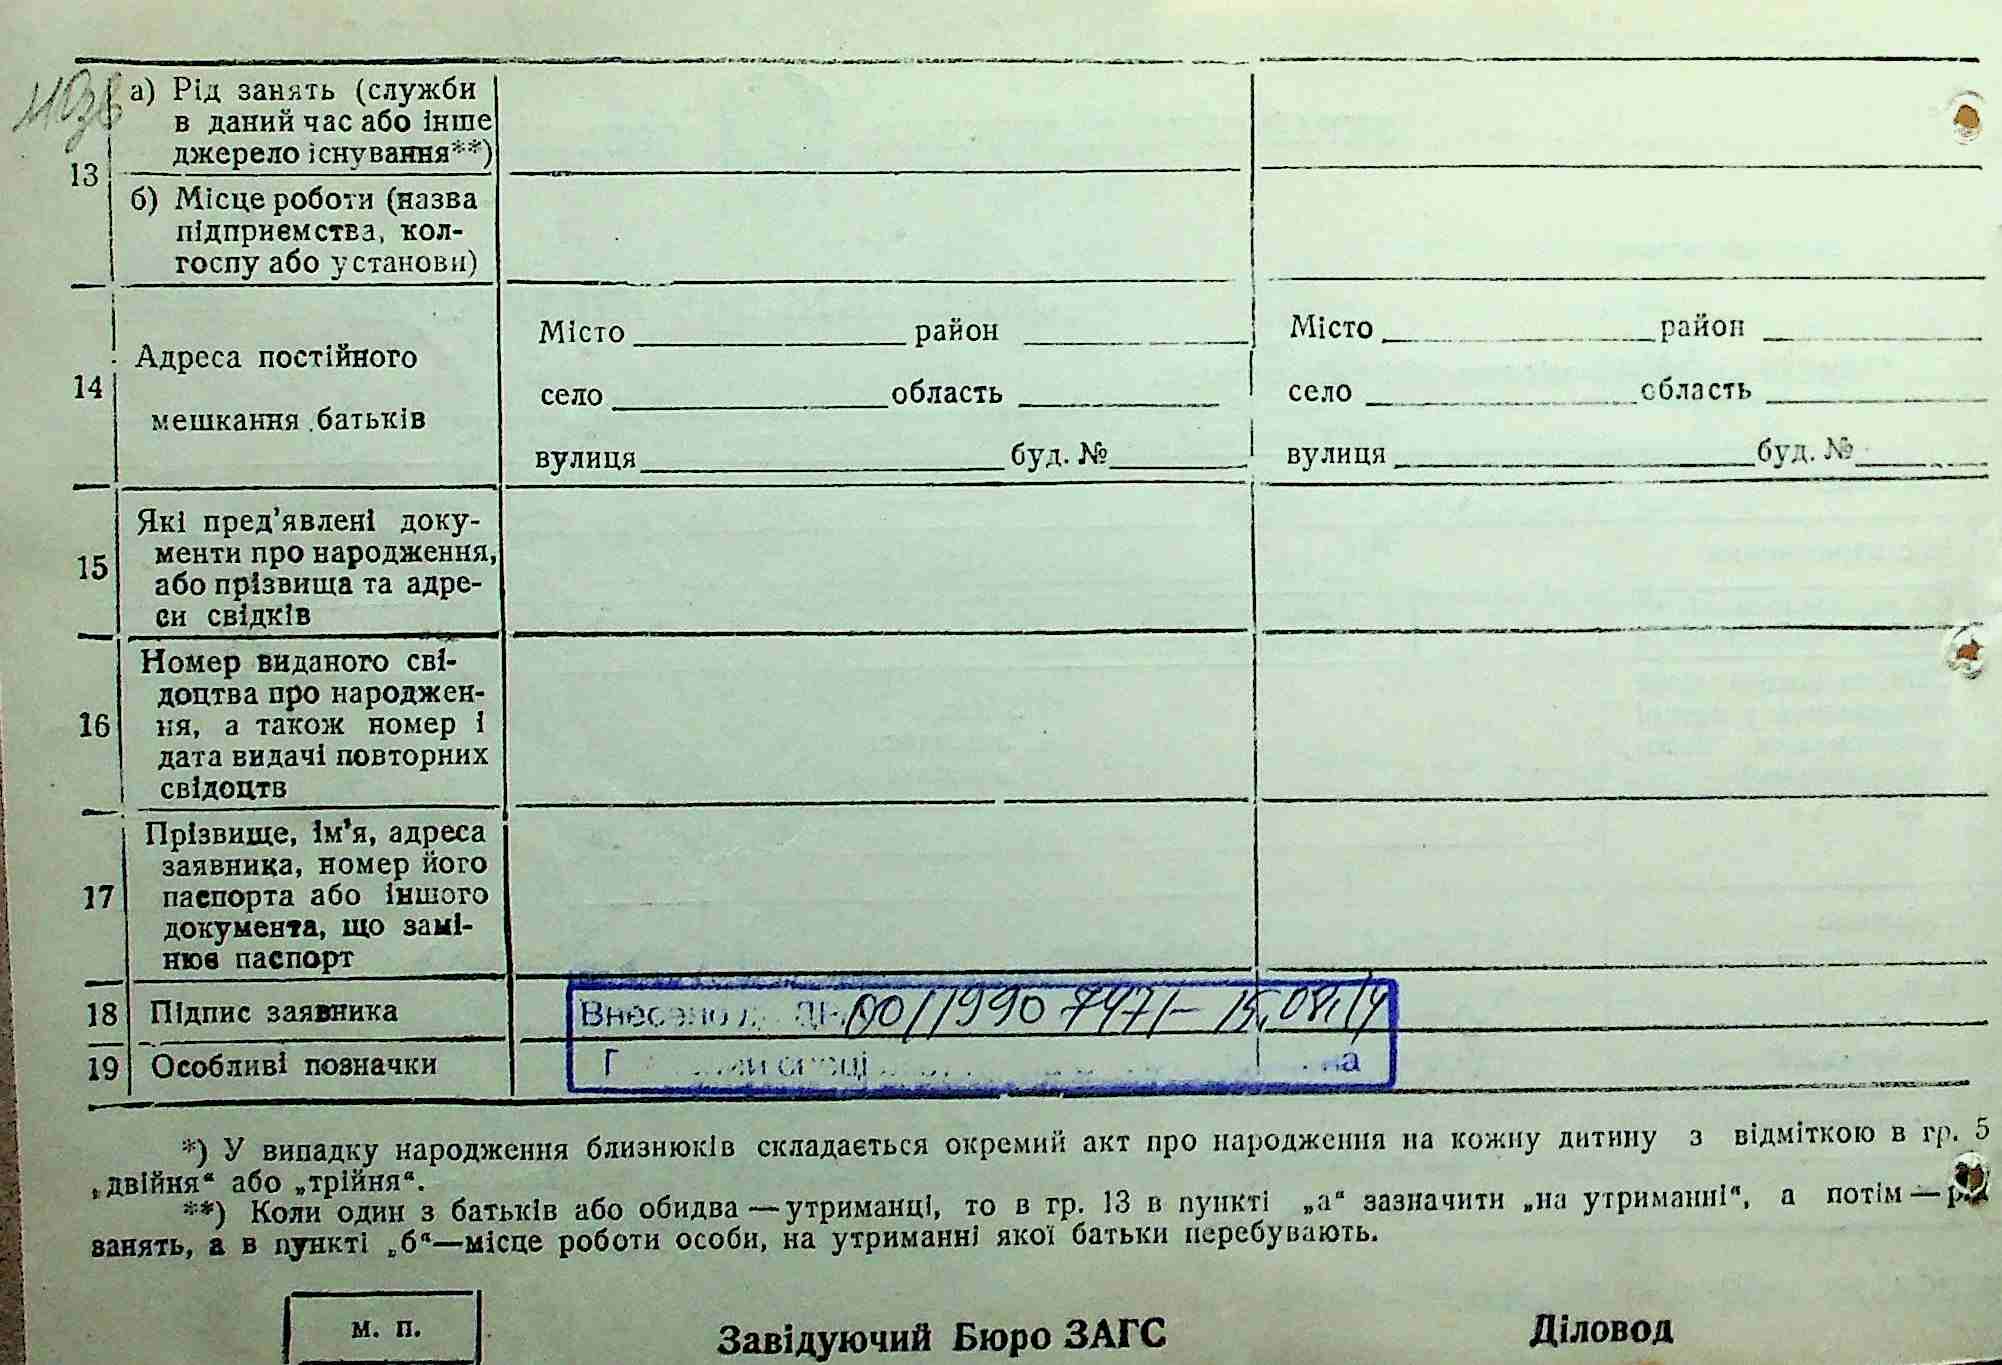 а) Рід занять (служби
в даний час або інше
джерело існування**)
13
б) Місце роботи (назва
підприємства, кол-
госпу або установи)
Місто район Місто район
14 Адреса постійного
село область село область
мешкання батьків
вулиця буд. № вулиця буд. №
Які пред'явлені доку-
менти про народження,
15
або прізвища та адре-
си свідків
Номер виданого сві-
доцтва про народжен-
16 ня, а також номер і
дата видачі повторних
свідоцтв
Прізвище, ім'я, адреса
заявника, номер його
17 паспорта або іншого
документа, що замі-
нює паспорт
18 Підпис заявника Внесено 00119907471-15.08.14
19 Особливі позначки
*) У випадку народження близнюків складається окремий акт про народження на кожну дитину з відміткою в гр. 5
„двійня“ або „трійня“.
**) Коли один з батьків або обидва—утриманці, то в гр. 13 в пункті „а“ зазначити „на утриманні“, а потім—рід
занять, а в пункті „б“—місце роботи особи, на утриманні якої батьки перебувають.
м. п.
Завідуючий Бюро ЗАГС Діловод